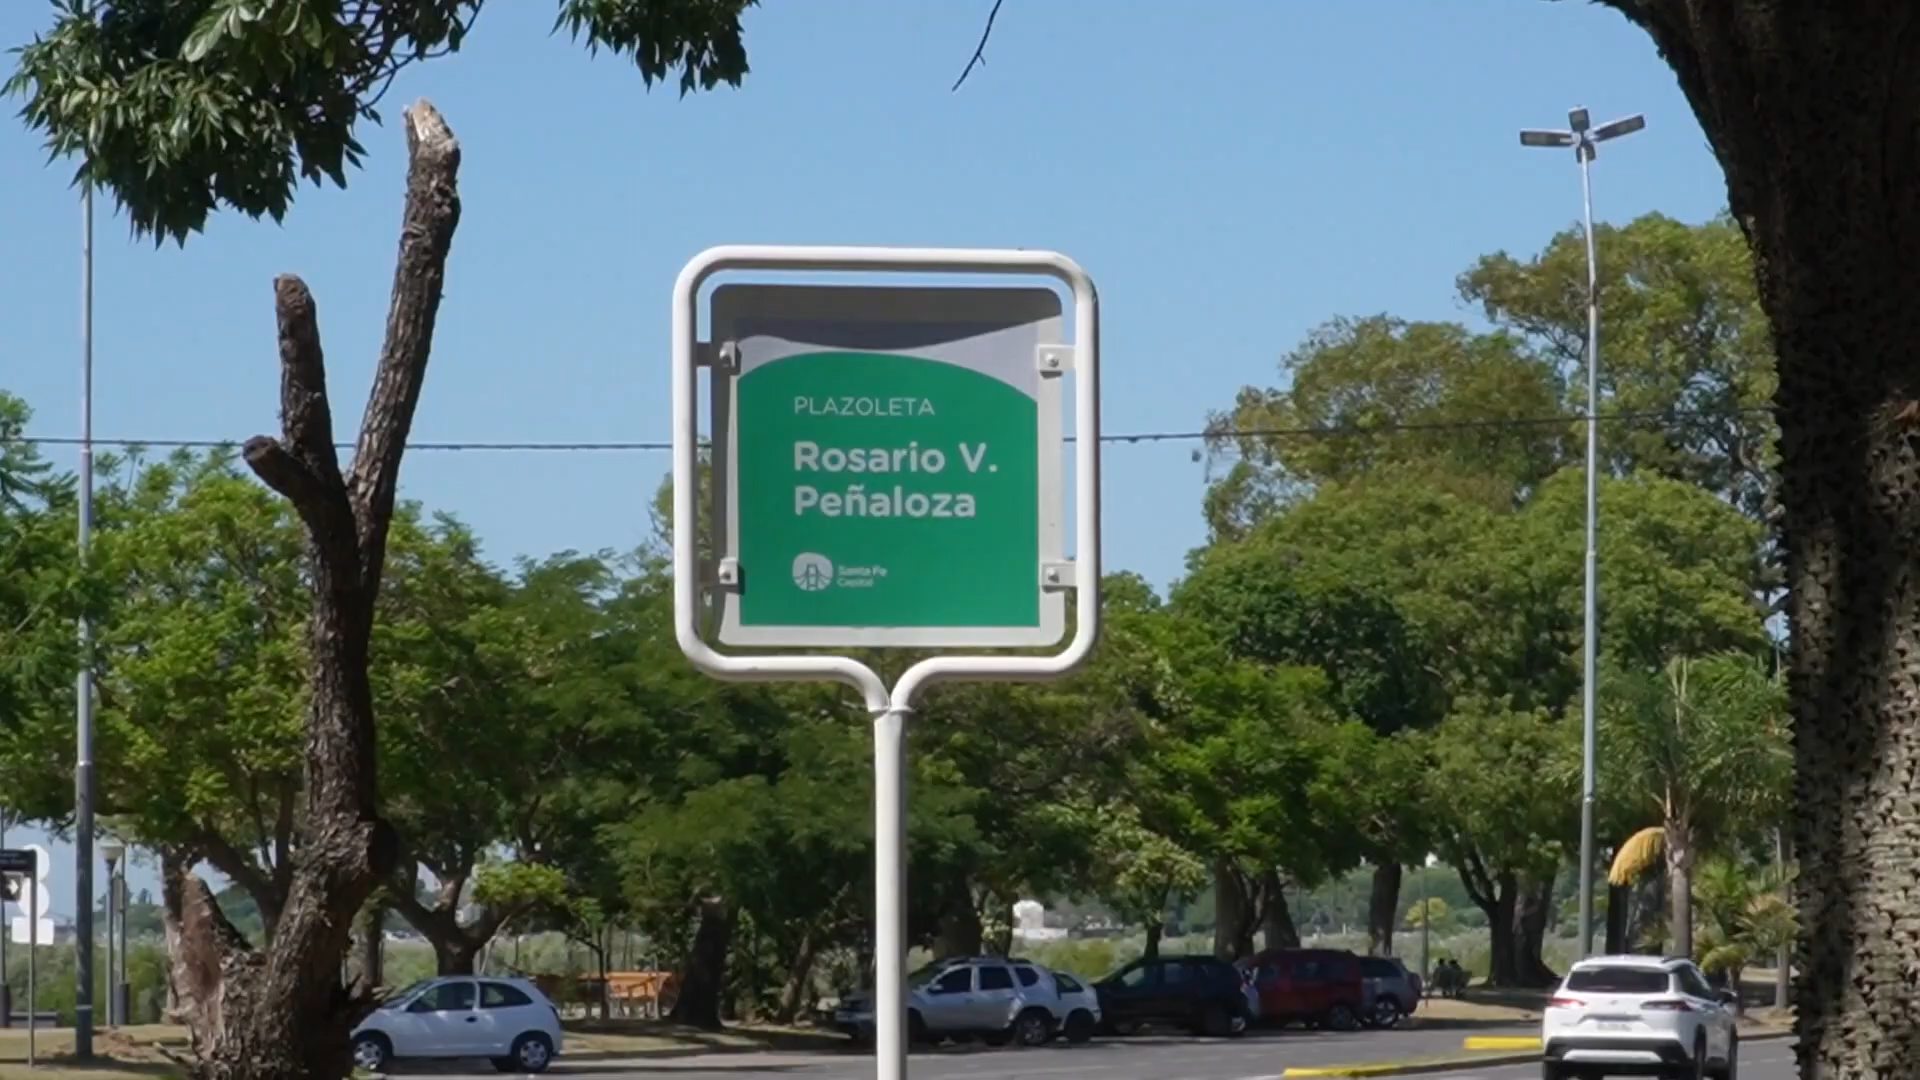 PLAZOLETA
Rosario V.
Peñaloza
Santa Fe
Capital